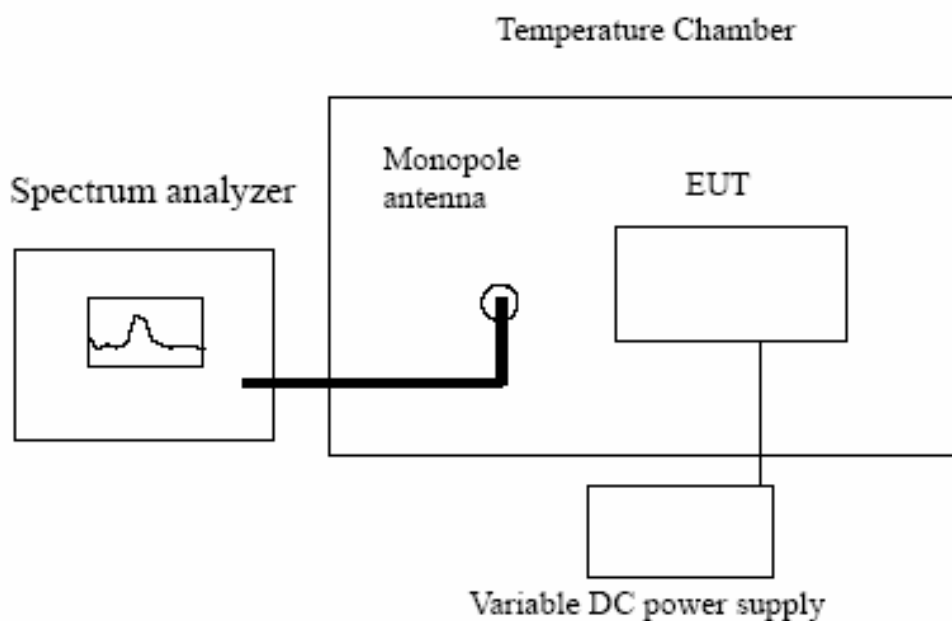 Temperature Chamber
Monopole
antenna
EUT
Spectrum analyzer
Variable DC power supply